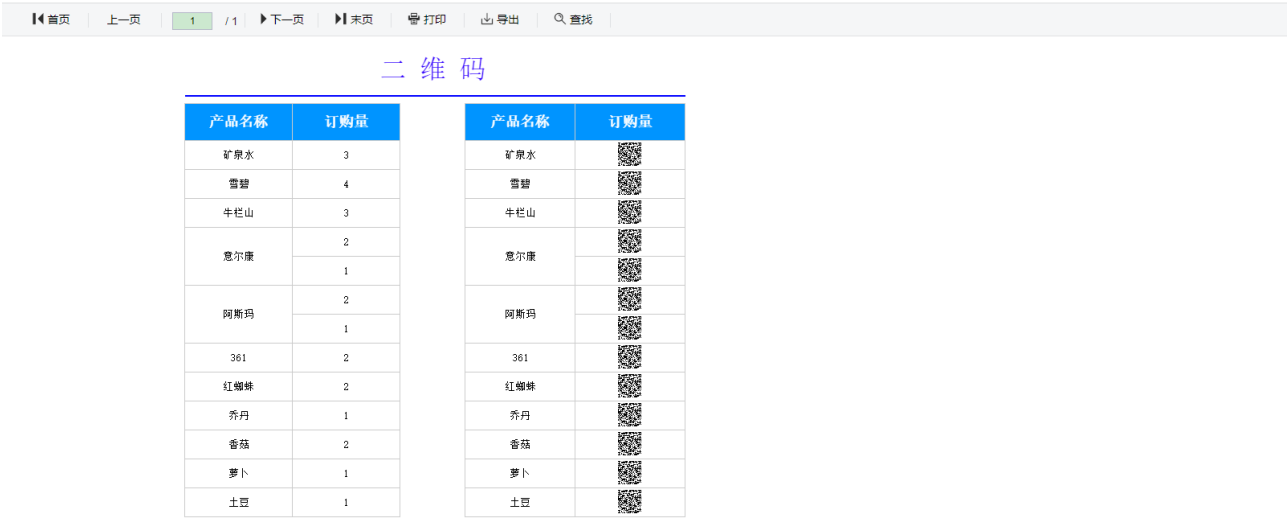 首页 上一页 1 / 1 下一页 末页 打印 导出 查找
二 维 码
产品名称 订购量 产品名称 订购量
矿泉水 3 矿泉水
雪碧 4 雪碧
牛栏山 3 牛栏山
意尔康 2 意尔康
1
阿斯玛 2 阿斯玛
1
361 2 361
红蜘蛛 2 红蜘蛛
乔丹 1 乔丹
香菇 2 香菇
萝卜 1 萝卜
土豆 1 土豆